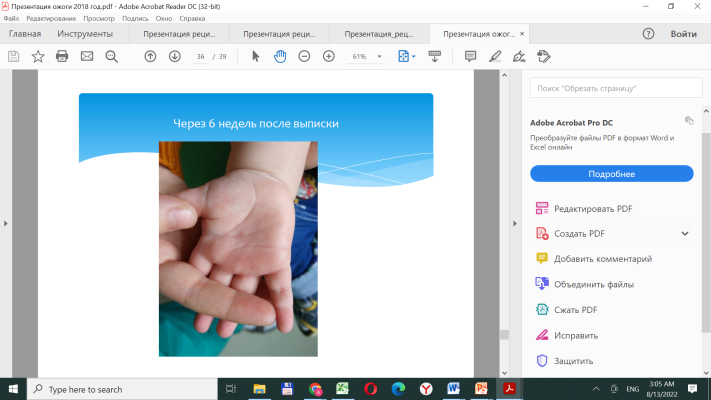 Презентация ожоги 2018 год.pdf - Adobe Acrobat Reader DC (32-bit)
Файл Редактирование Просмотр Подпись Окно Справка
Главная Инструменты Презентация реци... Презентация реци... Презентация_рец... Презентация ожог... ×
Войти
36 / 39
61%
Через 6 недель после выписки
Поиск "Обрезать страницу"
Adobe Acrobat Pro DC
Преобразуйте файлы PDF в формат Word и
Excel онлайн
Подробнее
Редактировать PDF
Создать PDF
Добавить комментарий
Объединить файлы
Сжать PDF
Исправить
Защитить
Type here to search
ENG
3:05 AM
8/13/2022